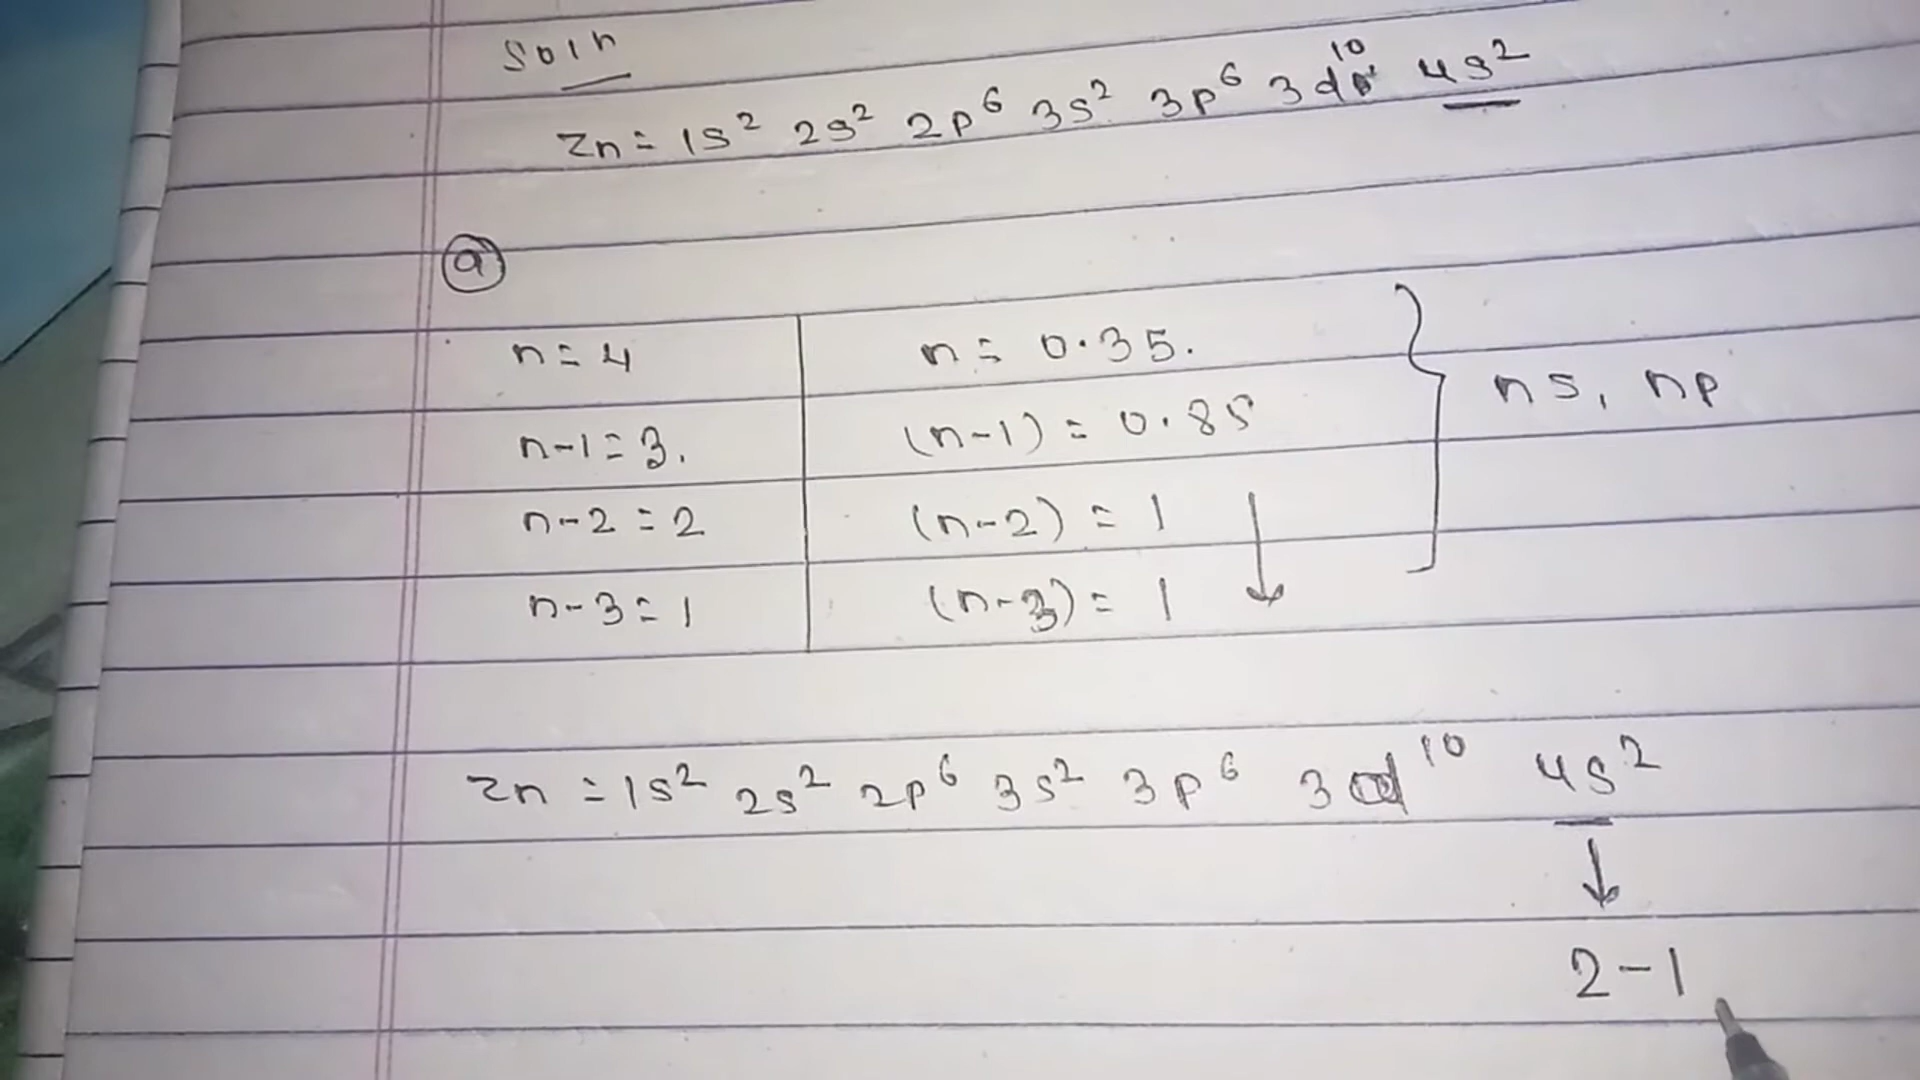 Soln
Zn = 1s² 2s² 2p⁶ 3s² 3p⁶ 3d¹⁰ 4s²
(a)
n = 4 n = 0.35.
n-1 = 3. (n-1) = 0.85
ns, np
n-2 = 2 (n-2) = 1 ↓
n-3 = 1 (n-3) = 1
Zn = 1s² 2s² 2p⁶ 3s² 3p⁶ 3d¹⁰ 4s²
↓
2-1